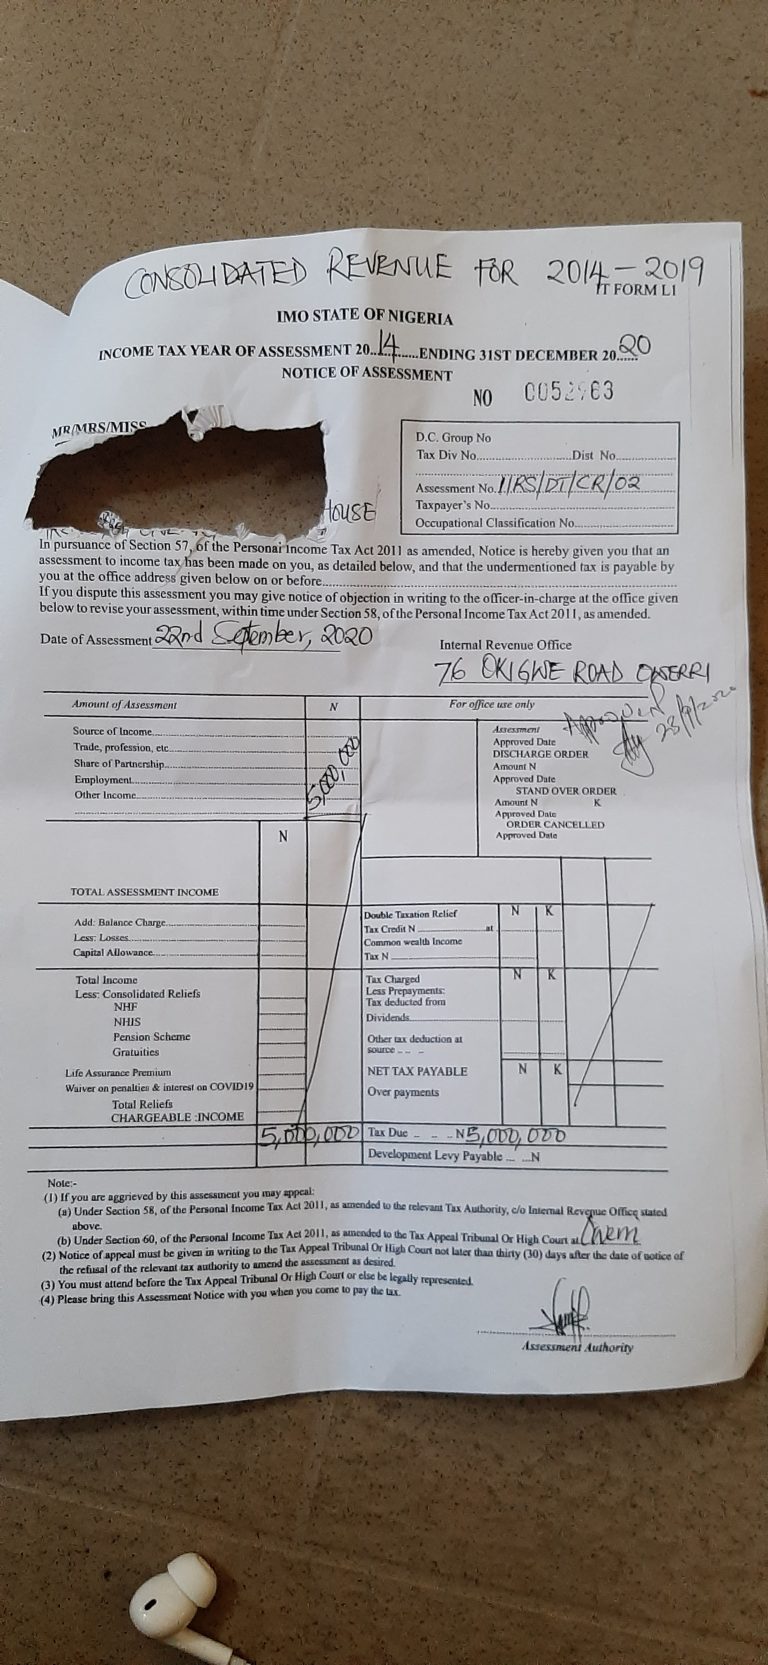 CONSOLIDATED REVENUE FOR 2014 - 2019
IT FORM L1
IMO STATE OF NIGERIA
INCOME TAX YEAR OF ASSESSMENT 20..14......ENDING 31ST DECEMBER 20..20....
NOTICE OF ASSESSMENT
NO 0052963
MR/MRS/MISS
HOUSE
D.C. Group No
Tax Div No....................Dist No..................
Assessment No. IIRS/DT/CR/02
Taxpayer's No.............................................
Occupational Classification No.........................
In pursuance of Section 57, of the Personal Income Tax Act 2011 as amended, Notice is hereby given you that an
assessment to income tax has been made on you, as detailed below, and that the undermentioned tax is payable by
you at the office address given below on or before..............................................................
If you dispute this assessment you may give notice of objection in writing to the officer-in-charge at the office given
below to revise your assessment, within time under Section 58, of the Personal Income Tax Act 2011, as amended.
Date of Assessment 22nd September, 2020
Internal Revenue Office
76 OKIGWE ROAD OWERRI
Amount of Assessment
N
For office use only
Source of Income
Trade, profession, etc
Share of Partnership
Employment
Other Income
5,000,000
Assessment
Approved Date
DISCHARGE ORDER
Amount N
Approved Date
STAND OVER ORDER
Amount N K
Approved Date
ORDER CANCELLED
Approved Date
Approved
23/9/2020
N
TOTAL ASSESSMENT INCOME
Add: Balance Charge
Less: Losses
Capital Allowance
Double Taxation Relief N K
Tax Credit N ..................at
Common wealth Income
Tax N
Total Income
Less: Consolidated Reliefs
NHF
NHIS
Pension Scheme
Gratuities
Life Assurance Premium
Waiver on penalties & interest on COVID19
Total Reliefs
CHARGEABLE :INCOME
5,000,000
Tax Charged N K
Less Prepayments:
Tax deducted from
Dividends
Other tax deduction at
source .. .. ..
NET TAX PAYABLE N K
Over payments
Tax Due .. .. ..N5,000,000
Development Levy Payable ... ...N
Note:-
(1) If you are aggrieved by this assessment you may appeal:
(a) Under Section 58, of the Personal Income Tax Act 2011, as amended to the relevant Tax Authority, c/o Internal Revenue Office stated
above.
(b) Under Section 60, of the Personal Income Tax Act 2011, as amended to the Tax Appeal Tribunal Or High Court at
(2) Notice of appeal must be given in writing to the Tax Appeal Tribunal Or High Court not later than thirty (30) days after the date of notice of
the refusal of the relevant tax authority to amend the assessment as desired.
(3) You must attend before the Tax Appeal Tribunal Or High Court or else be legally represented.
(4) Please bring this Assessment Notice with you when you come to pay the tax.
Assessment Authority